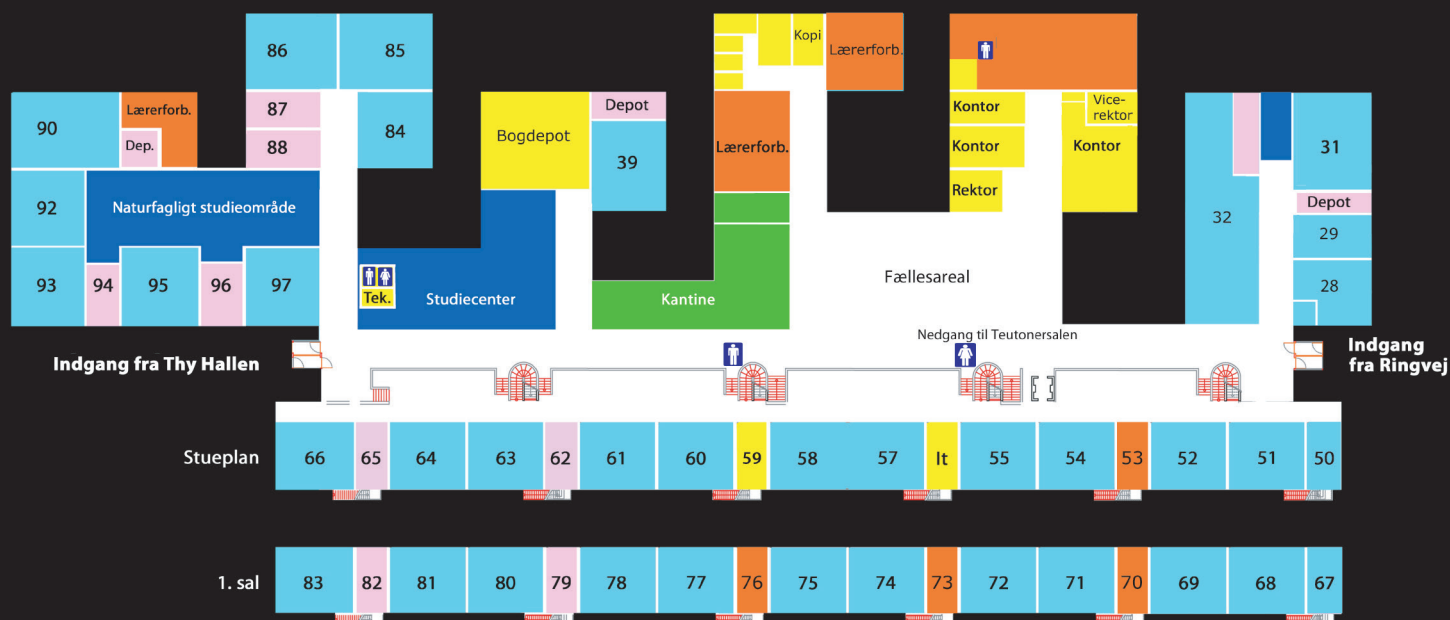 86
85
Kopi
Lærerforb.
90
Lærerforb.
Dep.
87
88
84
Bogdepot
Depot
39
Lærerforb.
Kontor
Vice-
rektor
Kontor
Kontor
Rektor
31
Depot
32
29
28
92
Naturfagligt studieområde
93
94
95
96
97
Tek.
Studiecenter
Kantine
Fællesareal
Nedgang til Teutonersalen
Indgang fra Thy Hallen
Indgang
fra Ringvej
Stueplan
66
65
64
63
62
61
60
59
58
57
It
55
54
53
52
51
50
1. sal
83
82
81
80
79
78
77
76
75
74
73
72
71
70
69
68
67